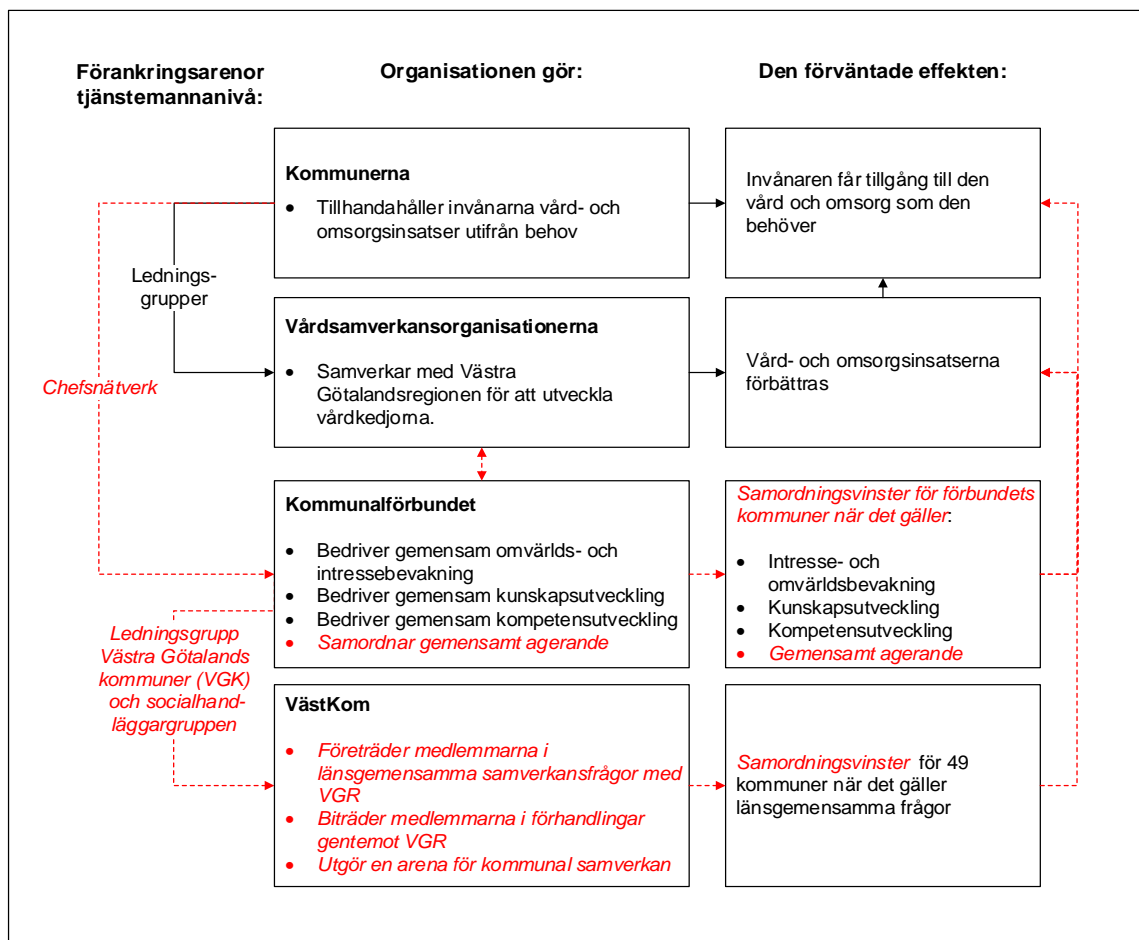 Förankringsarenor
tjänstemannanivå:
Organisationen gör:
Den förväntade effekten:
Kommunerna
• Tillhandahåller invånarna vård- och
omsorgsinsatser utifrån behov
Invånaren får tillgång till den
vård och omsorg som den
behöver
Lednings-
grupper
Vårdsamverkansorganisationerna
• Samverkar med Västra
Götalandsregionen för att utveckla
vårdkedjorna.
Vård- och omsorgsinsatserna
förbättras
Chefsnätverk
Kommunalförbundet
• Bedriver gemensam omvärlds- och
intressebevakning
• Bedriver gemensam kunskapsutveckling
• Bedriver gemensam kompetensutveckling
• Samordnar gemensamt agerande
Samordningsvinster för förbundets
kommuner när det gäller:
• Intresse- och
omvärldsbevakning
• Kunskapsutveckling
• Kompetensutveckling
• Gemensamt agerande
Ledningsgrupp
Västra Götalands
kommuner (VGK)
och socialhand-
läggargruppen
VästKom
• Företräder medlemmarna i
länsgemensamma samverkansfrågor med
VGR
• Biträder medlemmarna i förhandlingar
gentemot VGR
• Utgör en arena för kommunal samverkan
Samordningsvinster för 49
kommuner när det gäller
länsgemensamma frågor